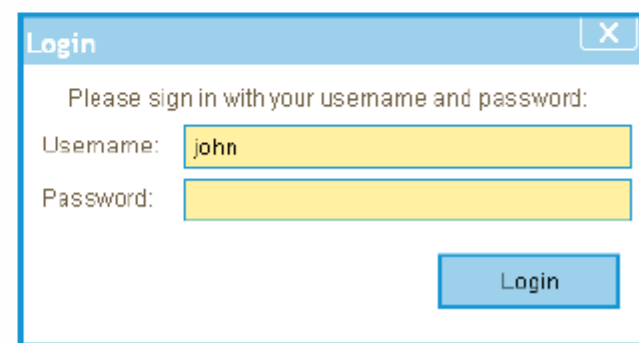 Login X
Please sign in with your username and password:
Username: john
Password:
Login